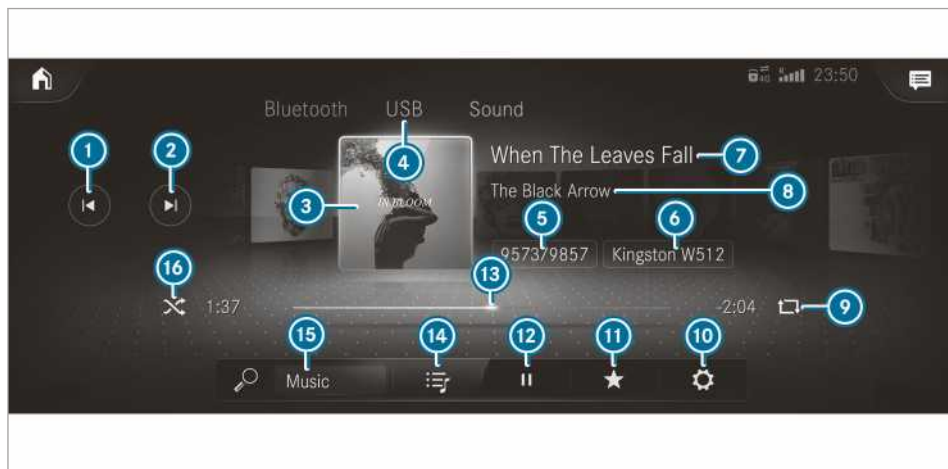 4G 23:50
Bluetooth USB Sound
1 2 4 When The Leaves Fall 7
3 IN BLOOM The Black Arrow 8
5 6
957379857 Kingston W512
16 13
1:37 -2:04 9
15 14 12 11 10
Music